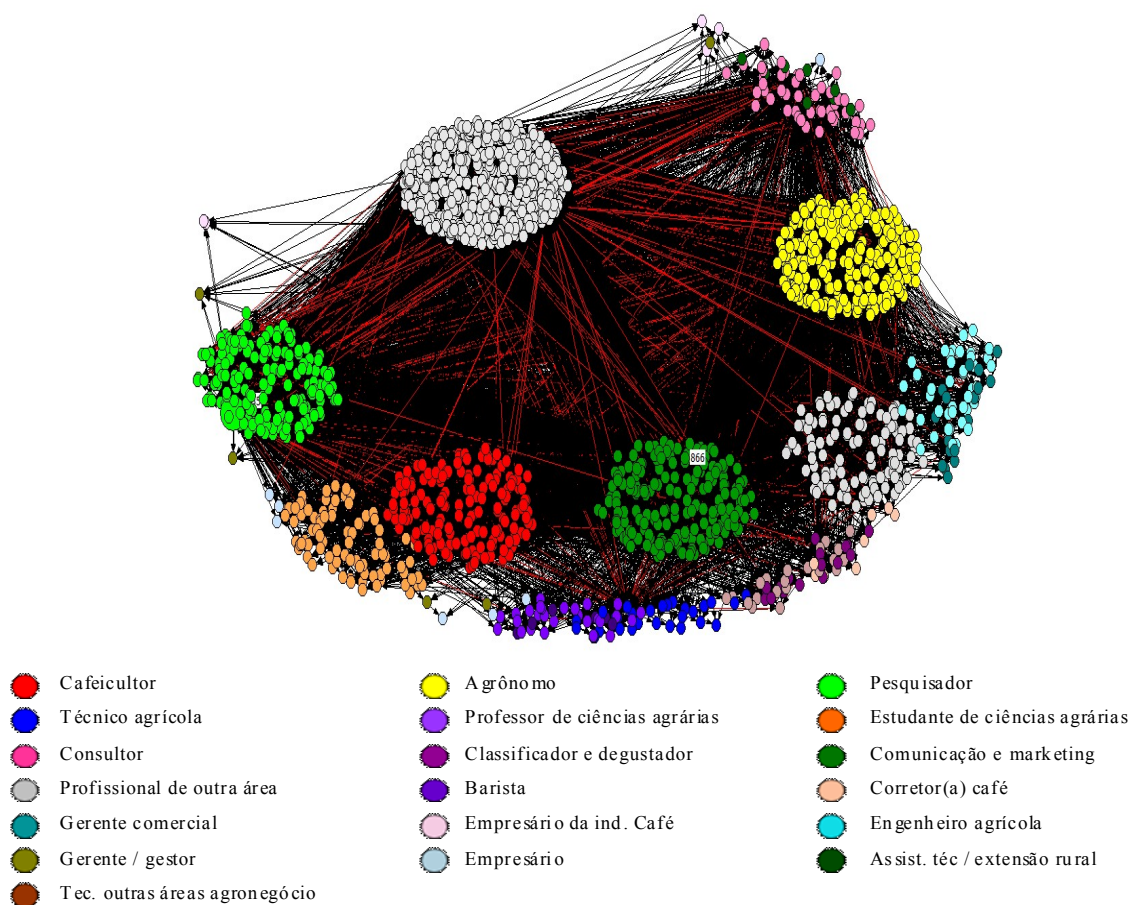 866
Cafeicultor
Agrônomo
Pesquisador
Técnico agrícola
Professor de ciências agrárias
Estudante de ciências agrárias
Consultor
Classificador e degustador
Comunicação e marketing
Profissional de outra área
Barista
Corretor(a) café
Gerente comercial
Empresário da ind. Café
Engenheiro agrícola
Gerente / gestor
Empresário
Assist. téc / extensão rural
Tec. outras áreas agronegócio